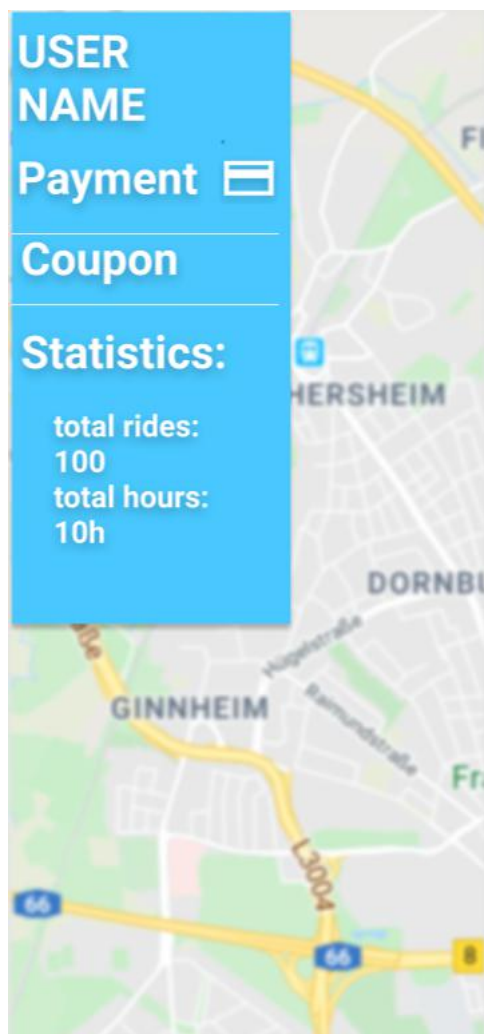 USER
NAME
Payment
Coupon
Statistics:
total rides:
100
total hours:
10h
HERSHEIM
DORNBU
Hügelstraße
GINNHEIM
Raimundstraße
Fra
L3004
66
66
8